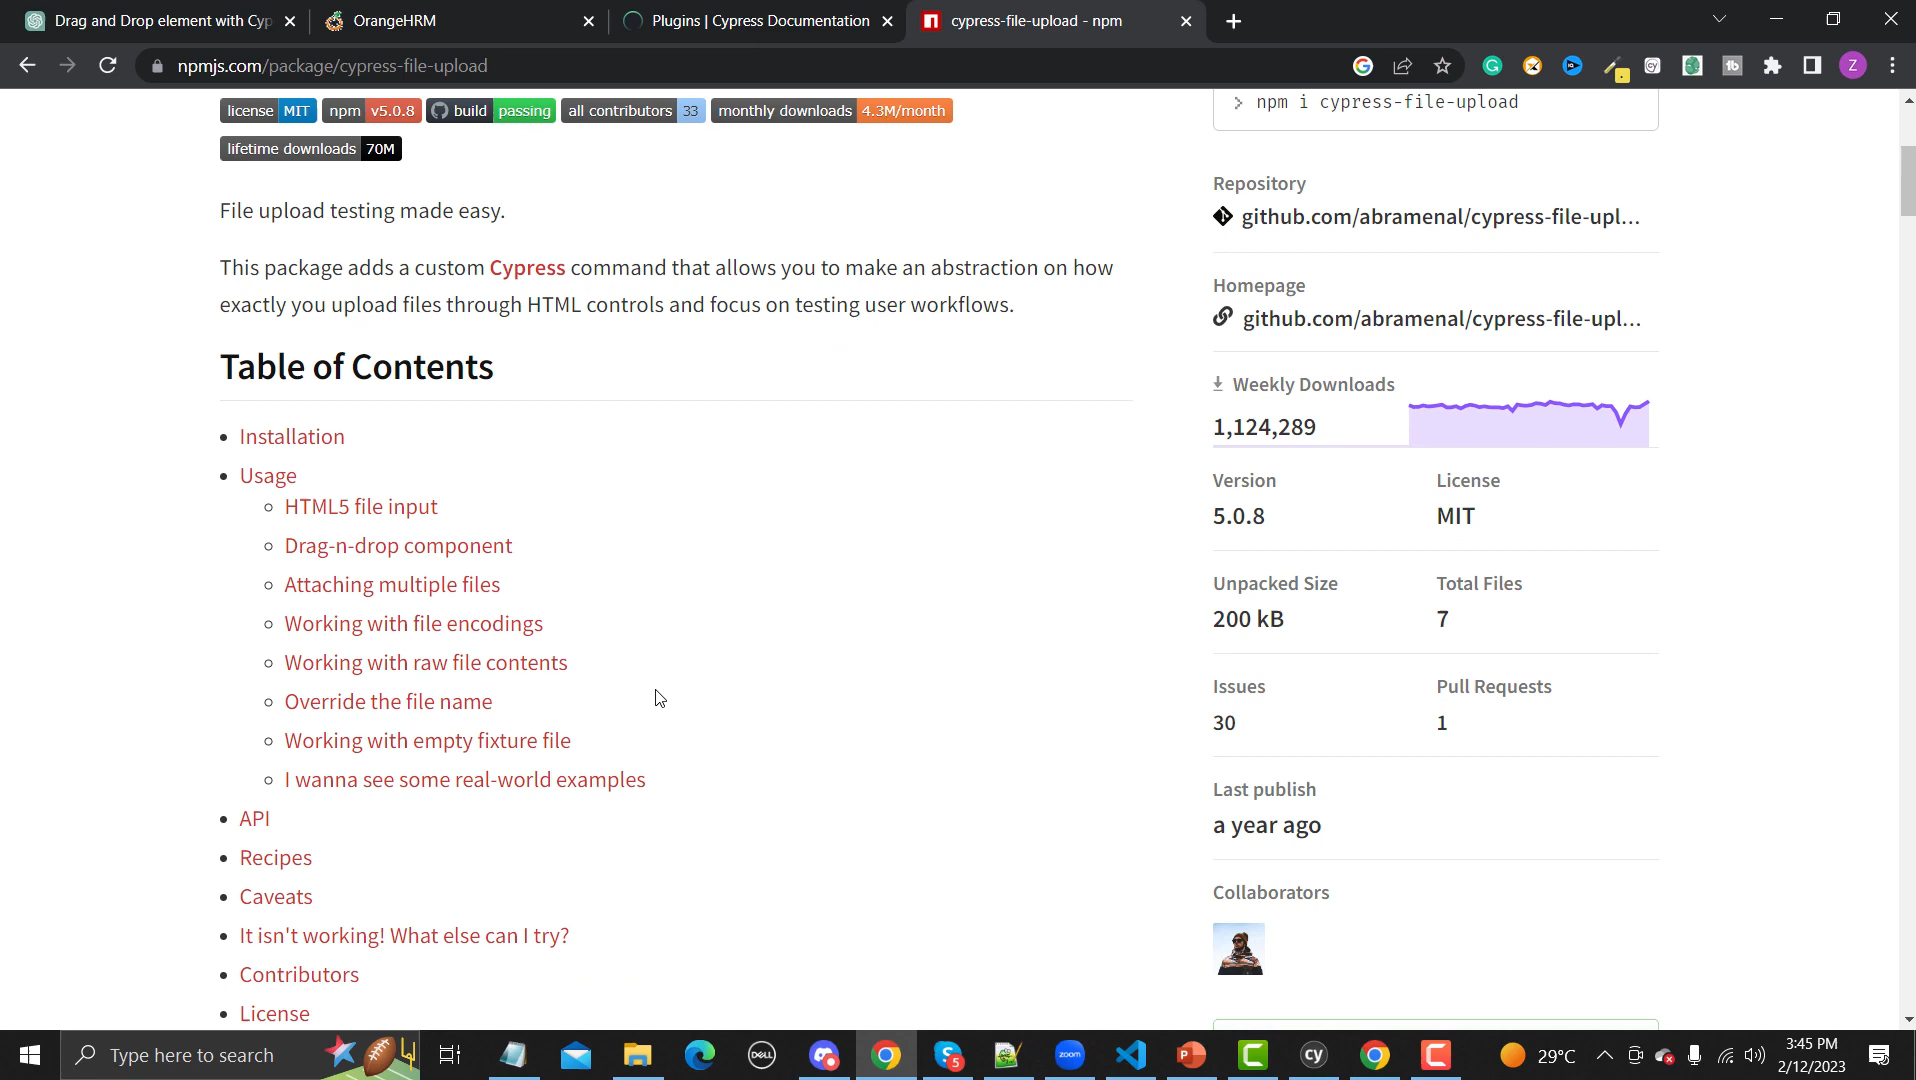 Drag and Drop element with Cyp
OrangeHRM
Plugins | Cypress Documentation
cypress-file-upload - npm
npmjs.com/package/cypress-file-upload
license MIT npm v5.0.8 build passing all contributors 33 monthly downloads 4.3M/month
lifetime downloads 70M
File upload testing made easy.
This package adds a custom Cypress command that allows you to make an abstraction on how
exactly you upload files through HTML controls and focus on testing user workflows.
Table of Contents
Installation
Usage
HTML5 file input
Drag-n-drop component
Attaching multiple files
Working with file encodings
Working with raw file contents
Override the file name
Working with empty fixture file
I wanna see some real-world examples
API
Recipes
Caveats
It isn't working! What else can I try?
Contributors
License
> npm i cypress-file-upload
Repository
github.com/abramenal/cypress-file-upl...
Homepage
github.com/abramenal/cypress-file-upl...
Weekly Downloads
1,124,289
Version
License
5.0.8
MIT
Unpacked Size
Total Files
200 kB
7
Issues
Pull Requests
30
1
Last publish
a year ago
Collaborators
Type here to search
DELL
5
zoom
cy
29°C
3:45 PM
2/12/2023
Z